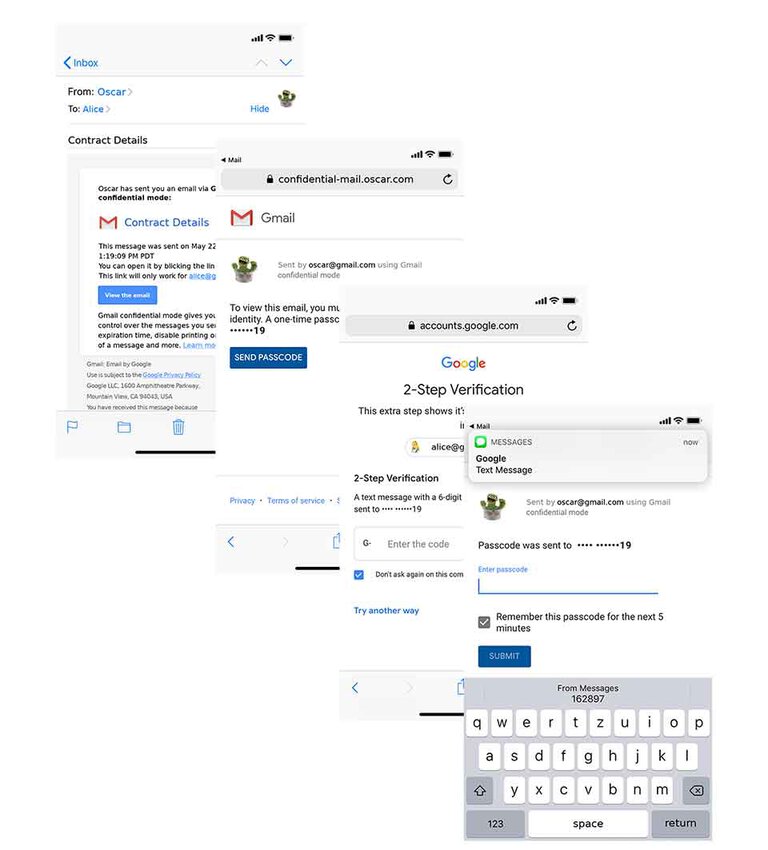 Inbox
From: Oscar
To: Alice
Hide
Contract Details
Oscar has sent you an email via G
confidential mode:
Contract Details
This message was sent on May 22
1:19:09 PM PDT
You can open it by clicking the lin
This link will only work for alice@g
View the email
Gmail confidential mode gives you
control over the messages you sen
expiration time, disable printing or
of a message and more. Learn mo
Gmail: Email by Google
Use is subject to the Google Privacy Policy
Google LLC, 1600 Amphitheatre Parkway,
Mountain View, CA 94043, USA
You have received this message because
Mail
confidential-mail.oscar.com
Gmail
Sent by oscar@gmail.com using Gmail
confidential mode
To view this email, you mu
identity. A one-time passc
••••••19
SEND PASSCODE
Privacy • Terms of service • S
accounts.google.com
Google
2-Step Verification
This extra step shows it's
i
alice@g
2-Step Verification
A text message with a 6-digit
sent to •••• ••••••19
G-
Enter the code
Don't ask again on this com
Try another way
Mail
MESSAGES
now
Google
Text Message
Sent by oscar@gmail.com using Gmail
confidential mode
Passcode was sent to •••• ••••••19
Enter passcode
Remember this passcode for the next 5
minutes
SUBMIT
From Messages
162897
q w e r t z u i o p
a s d f g h j k l
y x c v b n m
123 space return